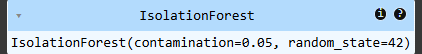 IsolationForest i ?
IsolationForest(contamination=0.05, random_state=42)